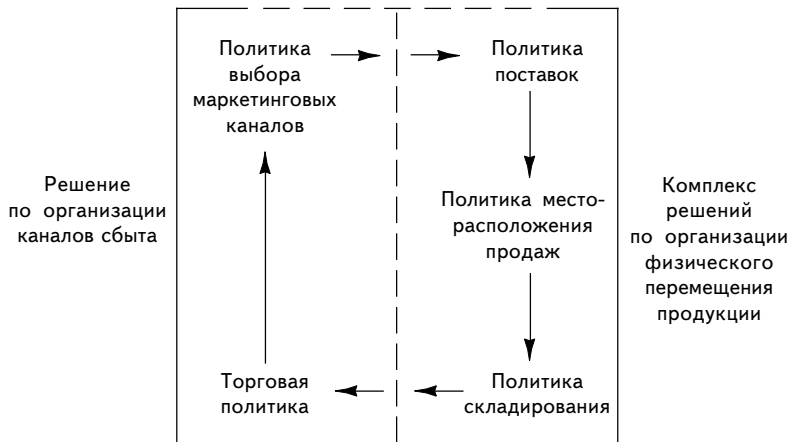 Политика
выбора
маркетинговых
каналов
Политика
поставок
Решение
по организации
каналов сбыта
Политика место-
расположения
продаж
Комплекс
решений
по организации
физического
перемещения
продукции
Торговая
политика
Политика
складирования